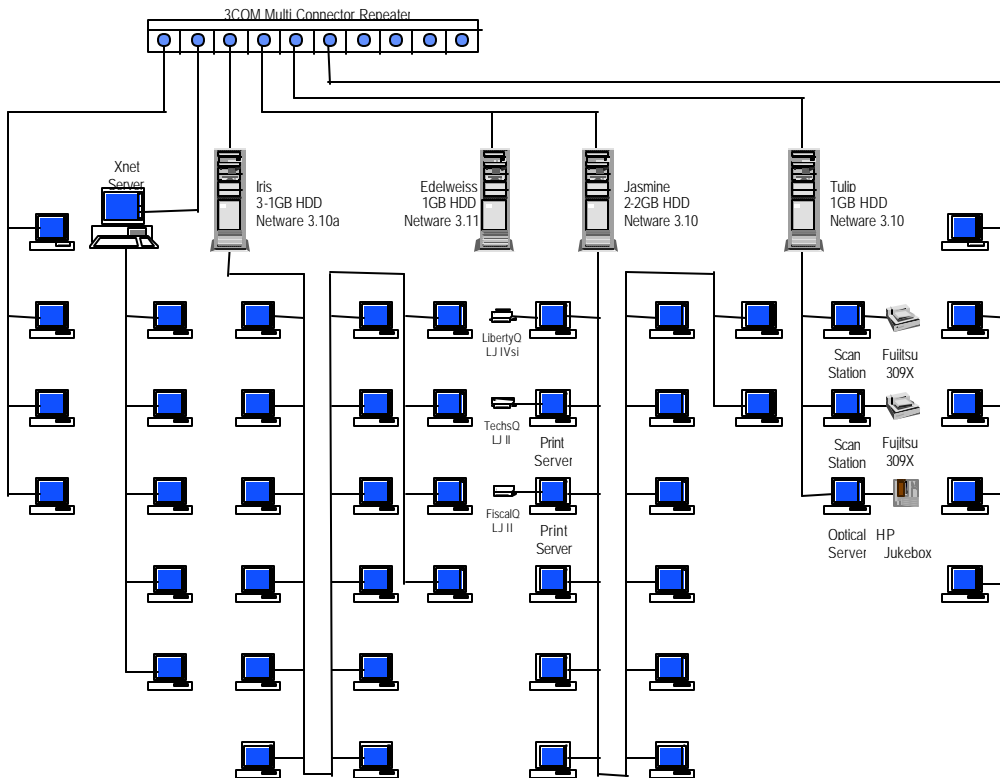 3COM Multi Connector Repeater
Xnet
Server
Iris
3-1GB HDD
Netware 3.10a
Edelweiss
1GB HDD
Netware 3.11
Jasmine
2-2GB HDD
Netware 3.10
Tulip
1GB HDD
Netware 3.10
LibertyQ
LJ IVsi
Scan
Station
Fujitsu
309X
TechsQ
LJ II
Print
Server
Scan
Station
Fujitsu
309X
FiscalQ
LJ II
Print
Server
Optical
Server
HP
Jukebox